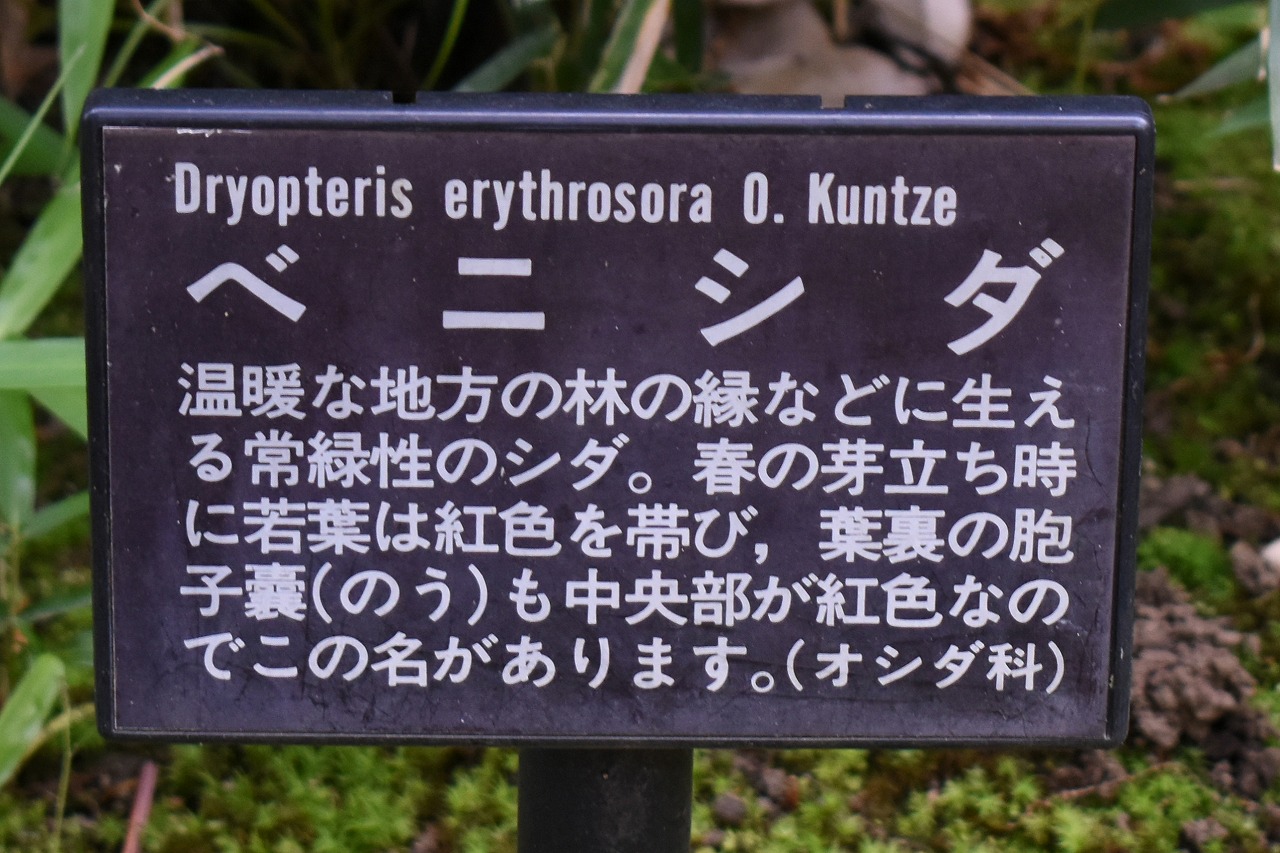 Dryopteris erythrosora O. Kuntze
ベニシダ
温暖な地方の林の縁などに生え
る常緑性のシダ。春の芽立ち時
に若葉は紅色を帯び，葉裏の胞
子嚢(のう)も中央部が紅色なの
でこの名があります。(オシダ科)